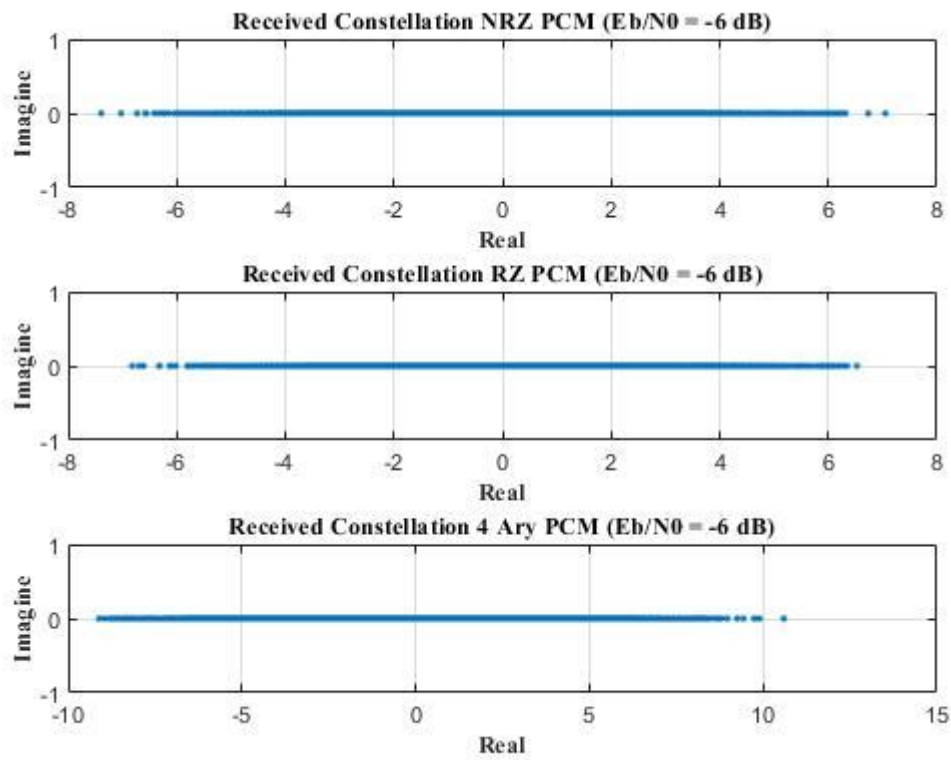 Received Constellation NRZ PCM (Eb/N0 = -6 dB)
1
0
-1
Imagine
-8 -6 -4 -2 0 2 4 6 8
Real
Received Constellation RZ PCM (Eb/N0 = -6 dB)
1
0
-1
Imagine
-8 -6 -4 -2 0 2 4 6 8
Real
Received Constellation 4 Ary PCM (Eb/N0 = -6 dB)
1
0
-1
Imagine
-10 -5 0 5 10 15
Real